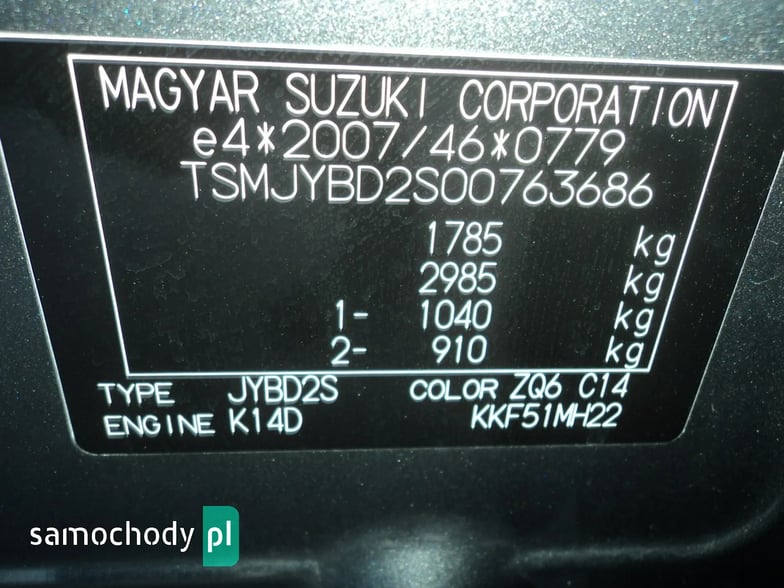 MAGYAR SUZUKI CORPORATION
e4*2007/46*0779
TSMJYBD2S00763686
1785 kg
2985 kg
1- 1040 kg
2- 910 kg
TYPE JYBD2S COLOR ZQ6 C14
ENGINE K14D KKF51MH22
samochody pl